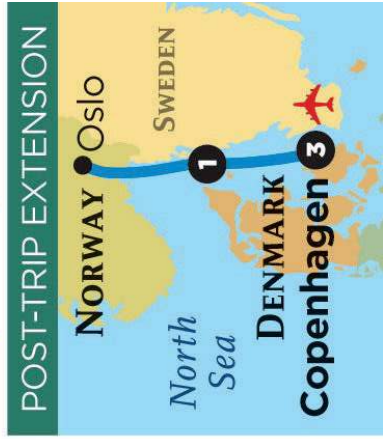 POST-TRIP EXTENSION
NORWAY
Oslo
SWEDEN
1
North
Sea
DENMARK
Copenhagen
3